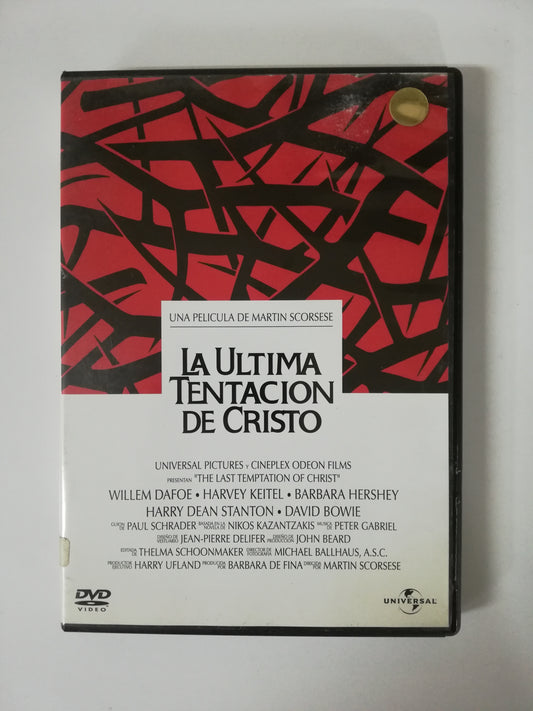 UNA PELICULA DE MARTIN SCORSESE
LA ULTIMA
TENTACION
DE CRISTO
UNIVERSAL PICTURES Y CINEPLEX ODEON FILMS
PRESENTAN "THE LAST TEMPTATION OF CHRIST"
WILLEM DAFOE • HARVEY KEITEL • BARBARA HERSHEY
HARRY DEAN STANTON • DAVID BOWIE
GUION DE PAUL SCHRADER BASADA EN LA NOVELA DE NIKOS KAZANTZAKIS MUSICA DE PETER GABRIEL
DISEÑO DE VESTUARIO JEAN-PIERRE DELIFER DISEÑO DE PRODUCCION JOHN BEARD
EDITADA POR THELMA SCHOONMAKER DIRECTOR DE FOTOGRAFIA MICHAEL BALLHAUS, A.S.C.
PRODUCTOR EJECUTIVO HARRY UFLAND PRODUCIDA POR BARBARA DE FINA DIRIGIDA POR MARTIN SCORSESE
DVD
VIDEO
UNIVERSAL